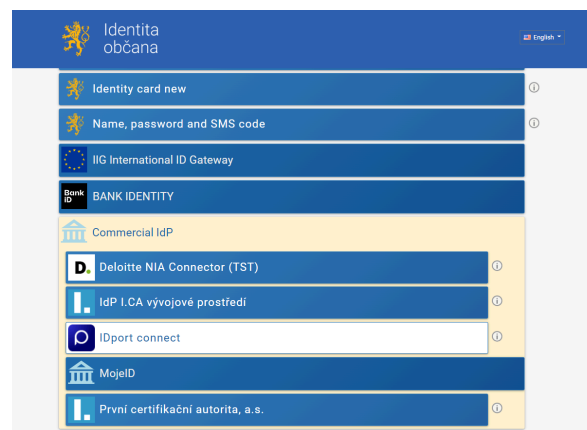 Identita
občana
English
Identity card new
Name, password and SMS code
IIG International ID Gateway
Bank
iD
BANK IDENTITY
Commercial IdP
D.
Deloitte NIA Connector (TST)
I.
IdP I.CA vývojové prostředí
IDport connect
MojeID
I.
První certifikační autorita, a.s.